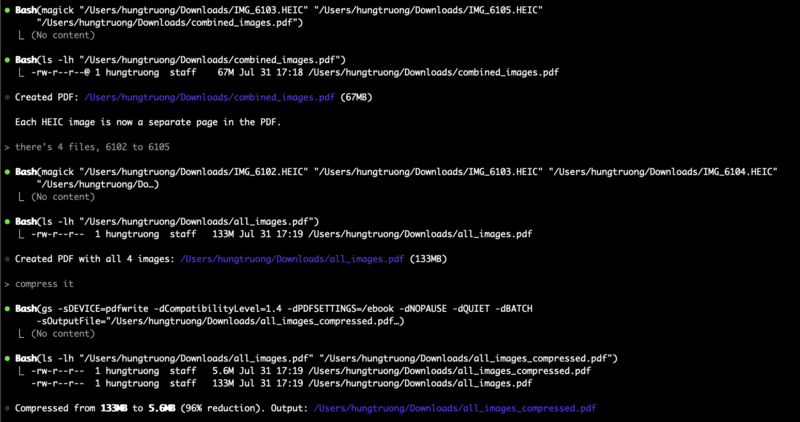 ● Bash(magick "/Users/hungtruong/Downloads/IMG_6103.HEIC" "/Users/hungtruong/Downloads/IMG_6105.HEIC"
"/Users/hungtruong/Downloads/combined_images.pdf")
⎿ (No content)
● Bash(ls -lh "/Users/hungtruong/Downloads/combined_images.pdf")
⎿ -rw-r--r--@ 1 hungtruong staff 67M Jul 31 17:18 /Users/hungtruong/Downloads/combined_images.pdf
● Created PDF: /Users/hungtruong/Downloads/combined_images.pdf (67MB)
Each HEIC image is now a separate page in the PDF.
> there's 4 files, 6102 to 6105
● Bash(magick "/Users/hungtruong/Downloads/IMG_6102.HEIC" "/Users/hungtruong/Downloads/IMG_6103.HEIC" "/Users/hungtruong/Downloads/IMG_6104.HEIC"
"/Users/hungtruong/Do…)
⎿ (No content)
● Bash(ls -lh "/Users/hungtruong/Downloads/all_images.pdf")
⎿ -rw-r--r-- 1 hungtruong staff 133M Jul 31 17:19 /Users/hungtruong/Downloads/all_images.pdf
● Created PDF with all 4 images: /Users/hungtruong/Downloads/all_images.pdf (133MB)
> compress it
● Bash(gs -sDEVICE=pdfwrite -dCompatibilityLevel=1.4 -dPDFSETTINGS=/ebook -dNOPAUSE -dQUIET -dBATCH
-sOutputFile="/Users/hungtruong/Downloads/all_images_compressed.pdf…)
⎿ (No content)
● Bash(ls -lh "/Users/hungtruong/Downloads/all_images.pdf" "/Users/hungtruong/Downloads/all_images_compressed.pdf")
⎿ -rw-r--r-- 1 hungtruong staff 5.6M Jul 31 17:19 /Users/hungtruong/Downloads/all_images_compressed.pdf
-rw-r--r-- 1 hungtruong staff 133M Jul 31 17:19 /Users/hungtruong/Downloads/all_images.pdf
● Compressed from 133MB to 5.6MB (96% reduction). Output: /Users/hungtruong/Downloads/all_images_compressed.pdf